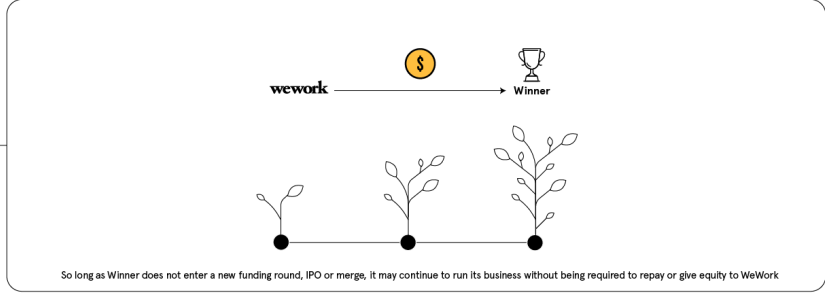 $
wework
Winner
So long as Winner does not enter a new funding round, IPO or merge, it may continue to run its business without being required to repay or give equity to WeWork